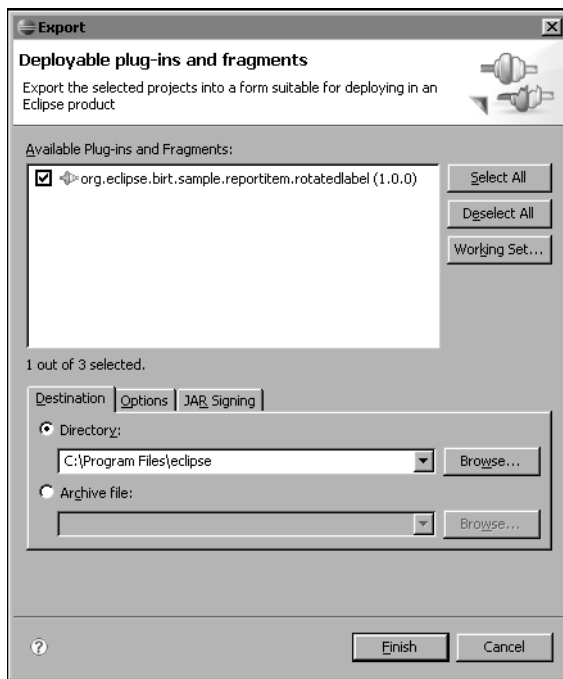 Export
Deployable plug-ins and fragments
Export the selected projects into a form suitable for deploying in an
Eclipse product
Available Plug-ins and Fragments:
org.eclipse.birt.sample.reportitem.rotatedlabel (1.0.0)
Select All
Deselect All
Working Set...
1 out of 3 selected.
Destination Options JAR Signing
Directory:
C:\Program Files\eclipse Browse...
Archive file:
Browse...
? Finish Cancel